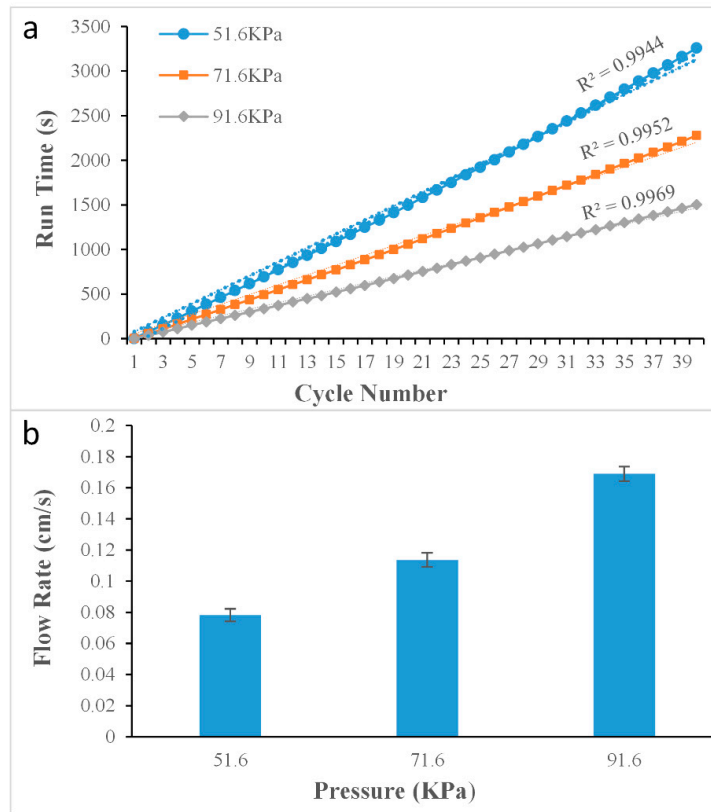 a
51.6KPa
71.6KPa
91.6KPa
R² = 0.9944
R² = 0.9952
R² = 0.9969
3500
3000
2500
2000
1500
1000
500
0
Run Time (s)
1 3 5 7 9 11 13 15 17 19 21 23 25 27 29 31 33 35 37 39
Cycle Number
b
0.2
0.18
0.16
0.14
0.12
0.1
0.08
0.06
0.04
0.02
0
Flow Rate (cm/s)
51.6 71.6 91.6
Pressure (KPa)